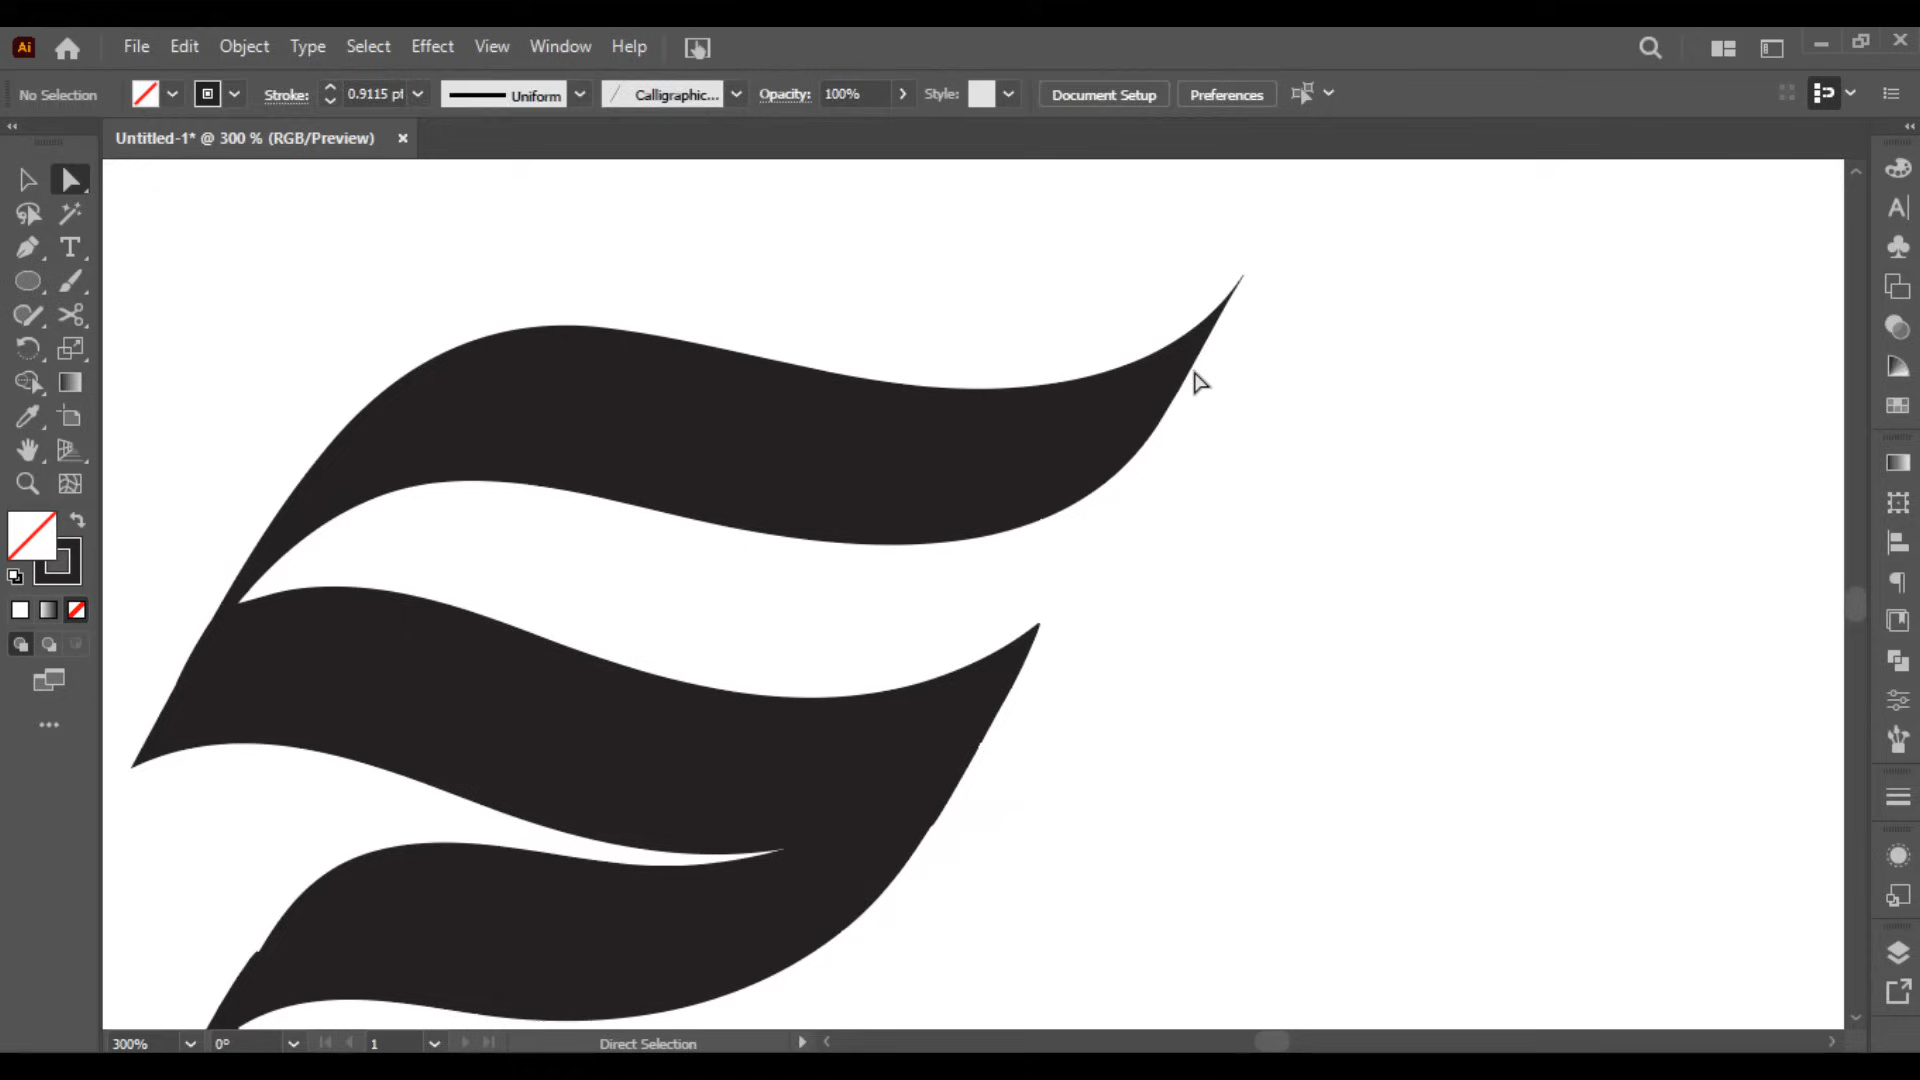 Ai File Edit Object Type Select Effect View Window Help
No Selection Stroke: 0.9115 pt Uniform Calligraphic... Opacity: 100% Style: Document Setup Preferences
Untitled-1* @ 300 % (RGB/Preview)
300% 0° 1 Direct Selection